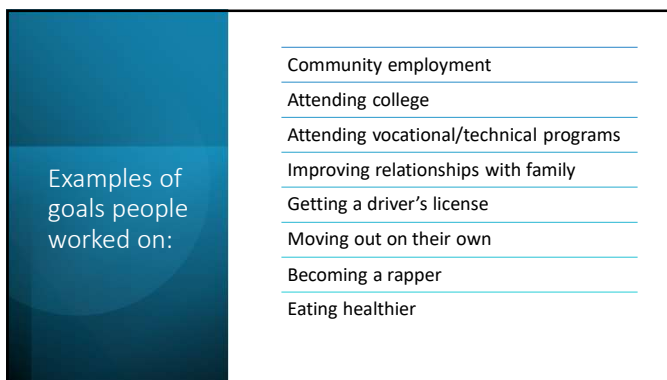 Examples of
goals people
worked on:
Community employment
Attending college
Attending vocational/technical programs
Improving relationships with family
Getting a driver’s license
Moving out on their own
Becoming a rapper
Eating healthier